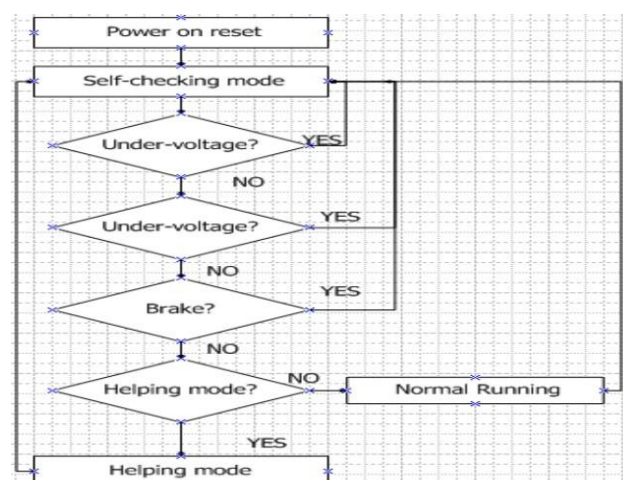 Power on reset
Self-checking mode
Under-voltage?
YES
NO
Under-voltage?
YES
NO
Brake?
YES
NO
Helping mode?
NO
Normal Running
YES
Helping mode